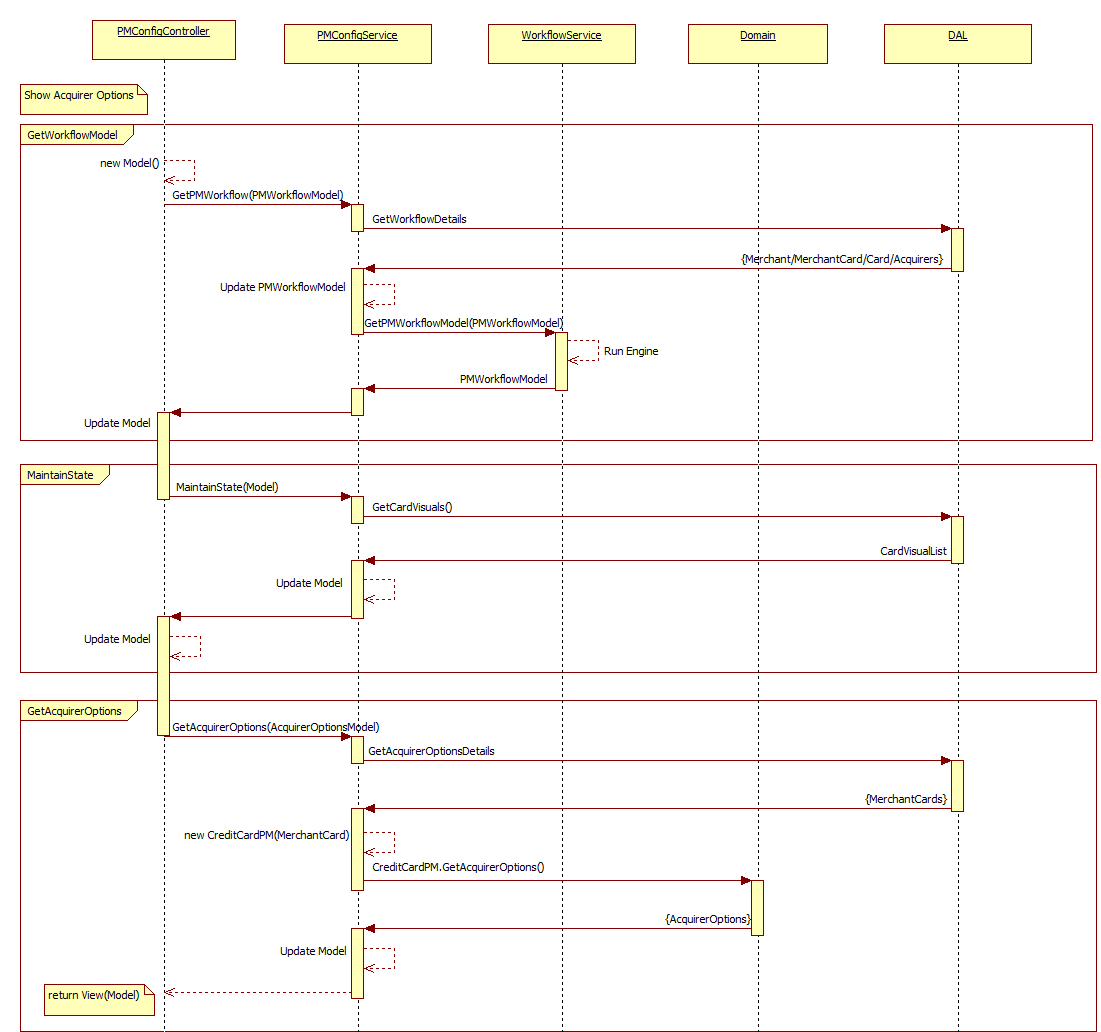 PMConfigController
PMConfigService
WorkflowService
Domain
DAL
Show Acquirer Options
GetWorkflowModel
new Model()
GetPMWorkflow(PMWorkflowModel)
GetWorkflowDetails
{Merchant/MerchantCard/Card/Acquirers}
Update PMWorkflowModel
GetPMWorkflowModel(PMWorkflowModel)
Run Engine
PMWorkflowModel
Update Model
MaintainState
MaintainState(Model)
GetCardVisuals()
CardVisualList
Update Model
Update Model
GetAcquirerOptions
GetAcquirerOptions(AcquirerOptionsModel)
GetAcquirerOptionsDetails
{MerchantCards}
new CreditCardPM(MerchantCard)
CreditCardPM.GetAcquirerOptions()
{AcquirerOptions}
Update Model
return View(Model)